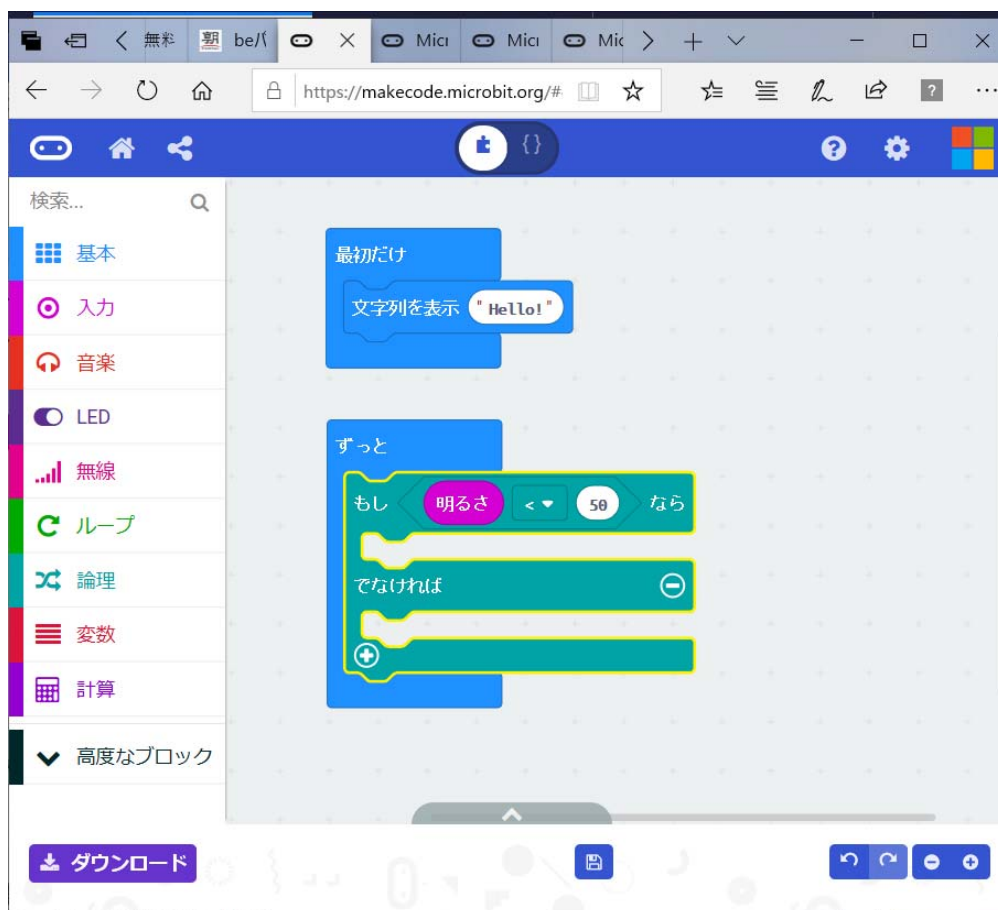 無料
be/バ
Micr
Micr
Mic
https://makecode.microbit.org/#
{}
検索...
基本
入力
音楽
LED
無線
ループ
論理
変数
計算
高度なブロック
最初だけ
文字列を表示 "Hello!"
ずっと
もし 明るさ < 50 なら
でなければ
ダウンロード